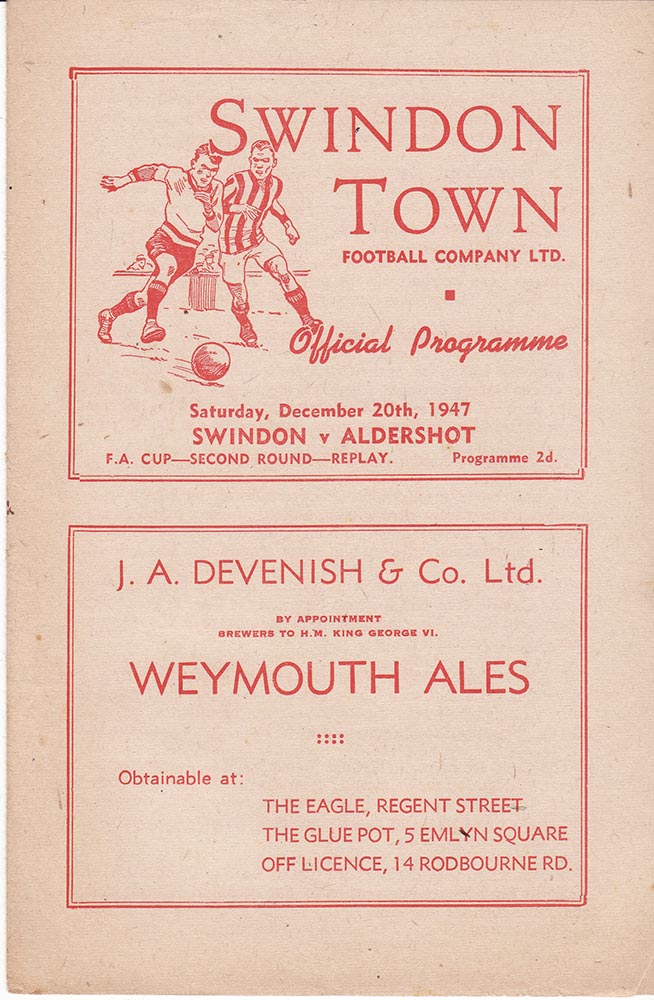 SWINDON
TOWN
FOOTBALL COMPANY LTD.
Official Programme
Saturday, December 20th, 1947
SWINDON v ALDERSHOT
F.A. CUP—SECOND ROUND—REPLAY. Programme 2d.
J. A. DEVENISH & Co. Ltd.
BY APPOINTMENT
BREWERS TO H.M. KING GEORGE VI.
WEYMOUTH ALES
Obtainable at:
THE EAGLE, REGENT STREET
THE GLUE POT, 5 EMLYN SQUARE
OFF LICENCE, 14 RODBOURNE RD.